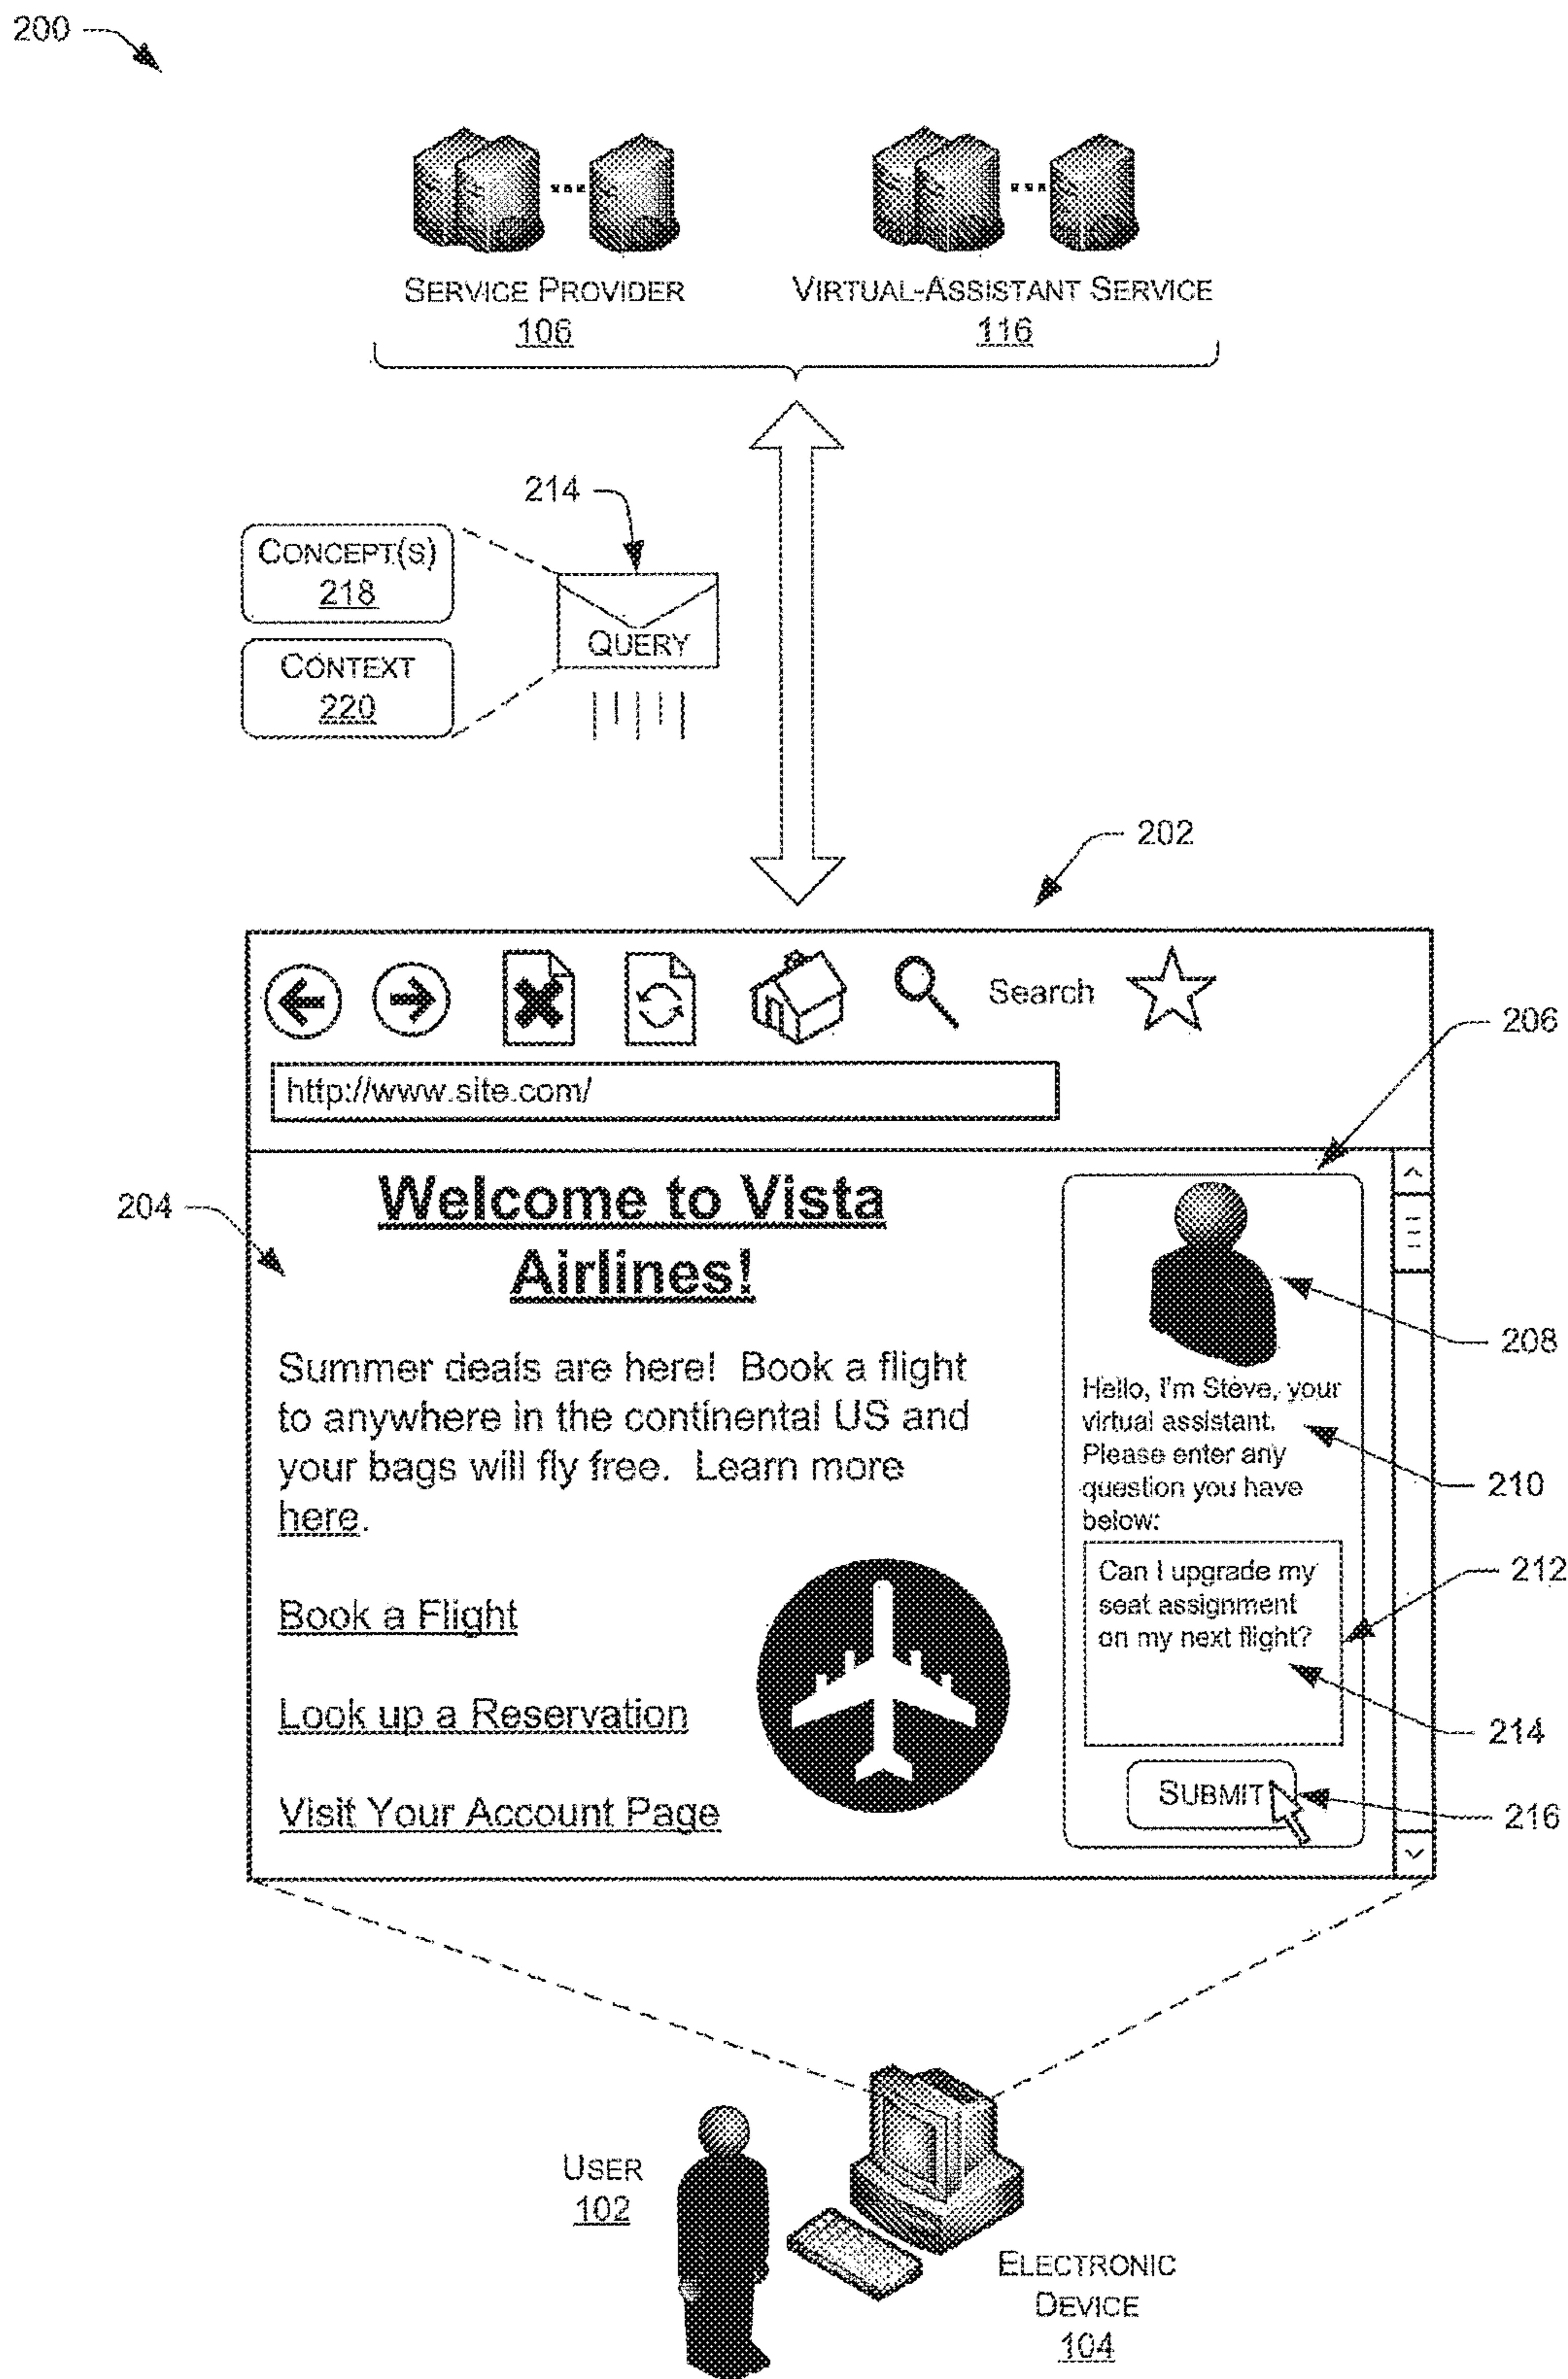 200
SERVICE PROVIDER
106
VIRTUAL-ASSISTANT SERVICE
116
214
CONCEPT(S)
218
CONTEXT
220
QUERY
202
Search
206
http://www.site.com/
204
Welcome to Vista
Airlines!
Summer deals are here! Book a flight
to anywhere in the continental US and
your bags will fly free. Learn more
here.
Book a Flight
Look up a Reservation
Visit Your Account Page
208
Hello, I'm Steve, your
virtual assistant.
Please enter any
question you have
below:
210
Can I upgrade my
seat assignment
on my next flight?
212
214
SUBMIT
216
USER
102
ELECTRONIC
DEVICE
104